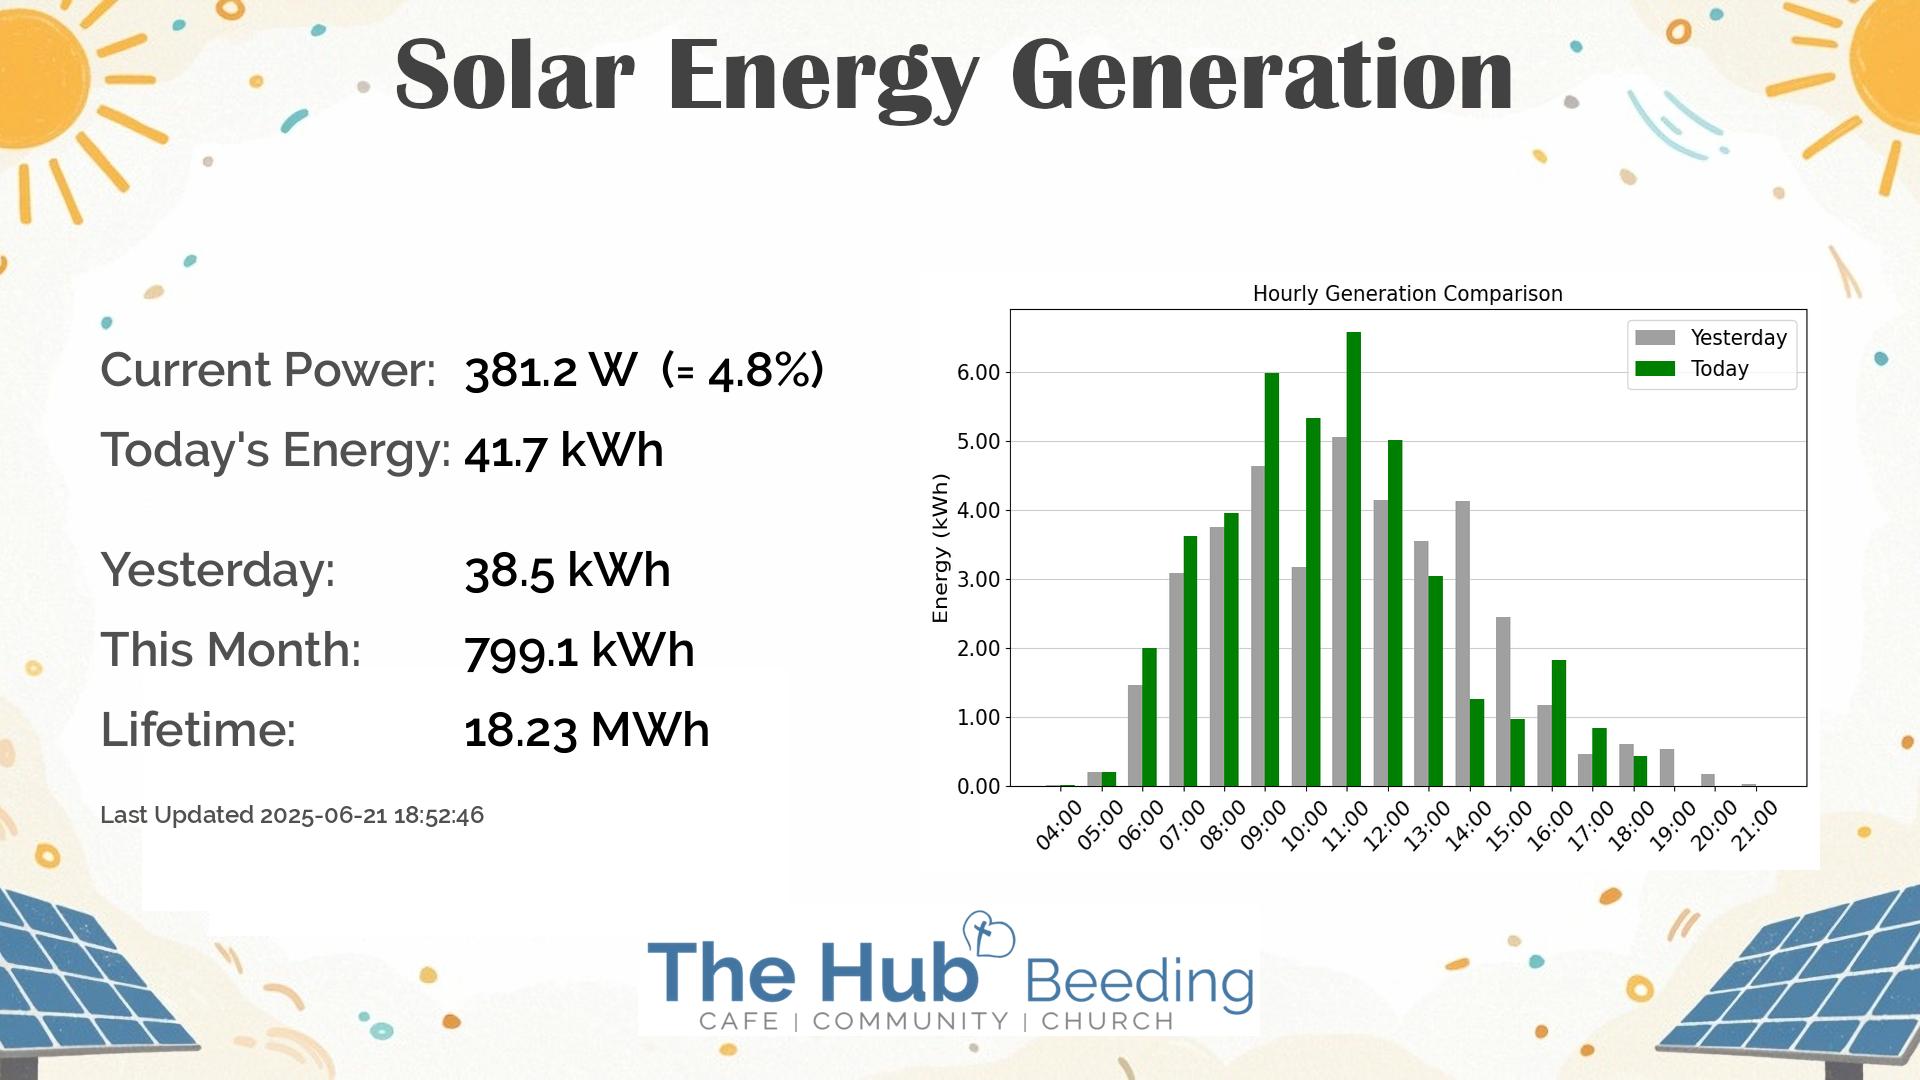 Solar Energy Generation
Current Power: 381.2 W (= 4.8%)
Today's Energy: 41.7 kWh
Yesterday: 38.5 kWh
This Month: 799.1 kWh
Lifetime: 18.23 MWh
Last Updated 2025-06-21 18:52:46
Hourly Generation Comparison
Yesterday
Today
Energy (kWh)
6.00
5.00
4.00
3.00
2.00
1.00
0.00
04:00 05:00 06:00 07:00 08:00 09:00 10:00 11:00 12:00 13:00 14:00 15:00 16:00 17:00 18:00 19:00 20:00 21:00
The Hub Beeding
CAFE | COMMUNITY | CHURCH